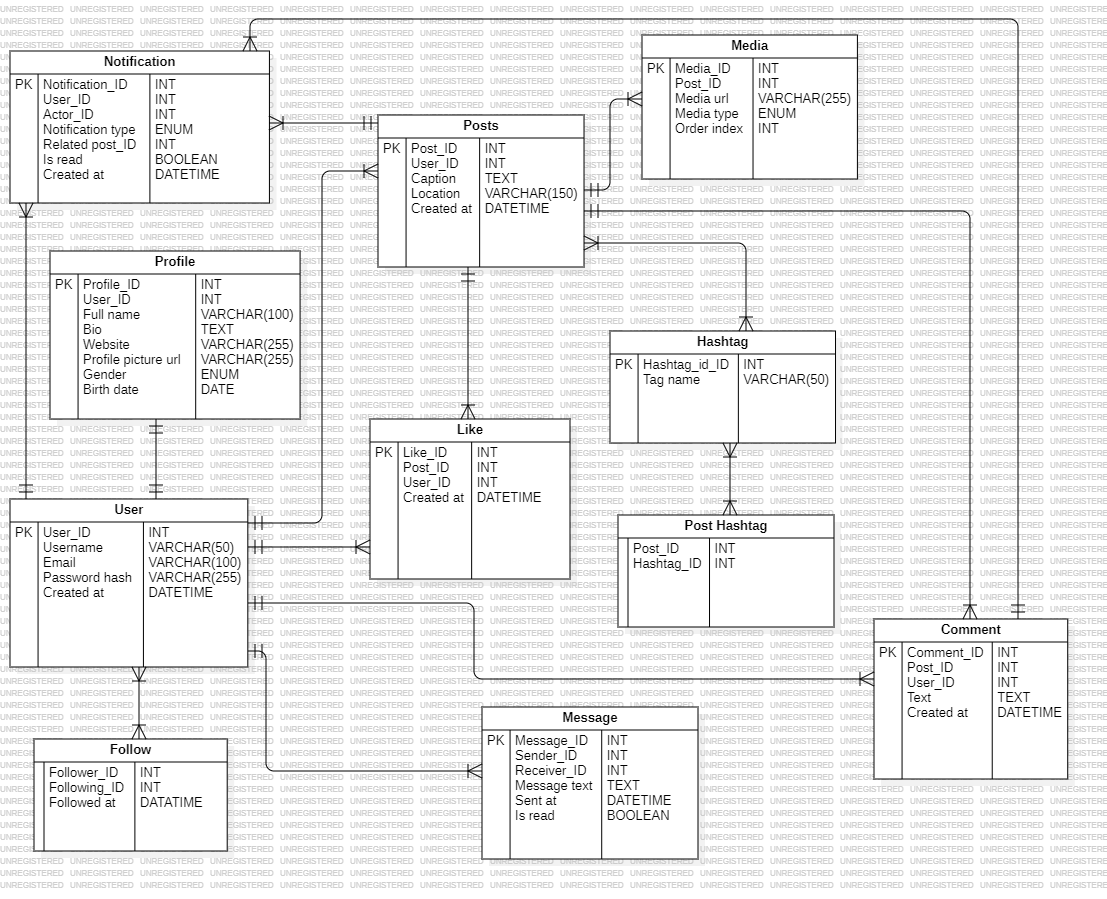 Notification
PK Notification_ID INT
User_ID INT
Actor_ID INT
Notification type ENUM
Related post_ID INT
Is read BOOLEAN
Created at DATETIME
Media
PK Media_ID INT
Post_ID INT
Media url VARCHAR(255)
Media type ENUM
Order index INT
Posts
PK Post_ID INT
User_ID INT
Caption TEXT
Location VARCHAR(150)
Created at DATETIME
Profile
PK Profile_ID INT
User_ID INT
Full name VARCHAR(100)
Bio TEXT
Website VARCHAR(255)
Profile picture url VARCHAR(255)
Gender ENUM
Birth date DATE
Hashtag
PK Hashtag_id_ID INT
Tag name VARCHAR(50)
Like
PK Like_ID INT
Post_ID INT
User_ID INT
Created at DATETIME
User
PK User_ID INT
Username VARCHAR(50)
Email VARCHAR(100)
Password hash VARCHAR(255)
Created at DATETIME
Post Hashtag
Post_ID INT
Hashtag_ID INT
Comment
PK Comment_ID INT
Post_ID INT
User_ID INT
Text TEXT
Created at DATETIME
Message
PK Message_ID INT
Sender_ID INT
Receiver_ID INT
Message text TEXT
Sent at DATETIME
Is read BOOLEAN
Follow
Follower_ID INT
Following_ID INT
Followed at DATATIME
UNREGISTERED